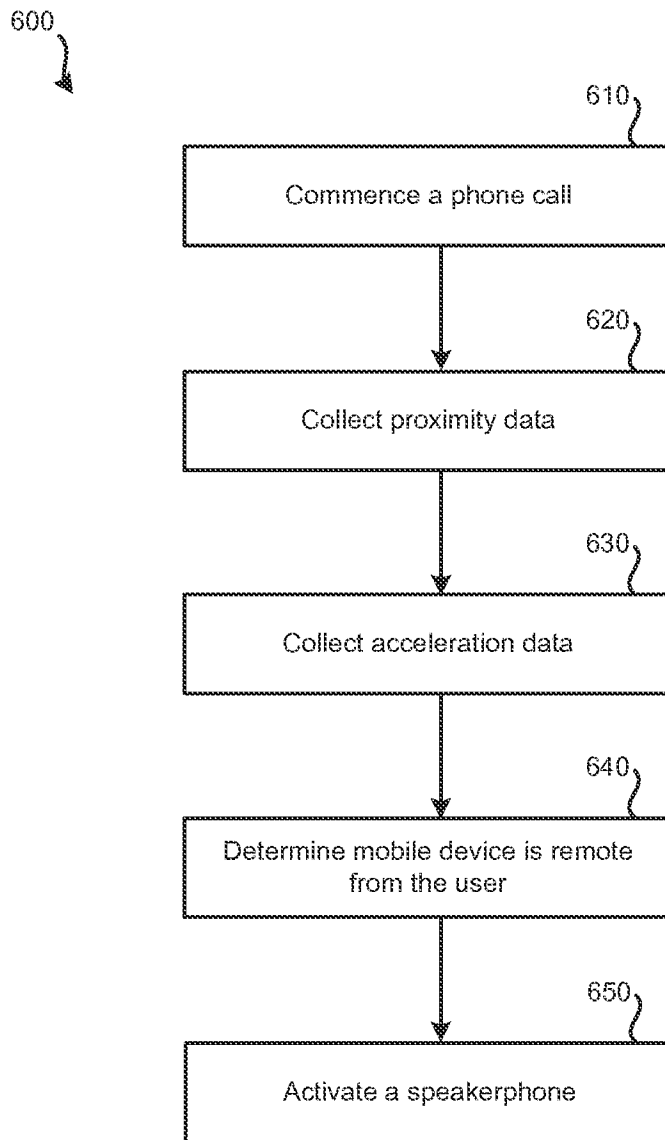 600
610
Commence a phone call
620
Collect proximity data
630
Collect acceleration data
640
Determine mobile device is remote
from the user
650
Activate a speakerphone